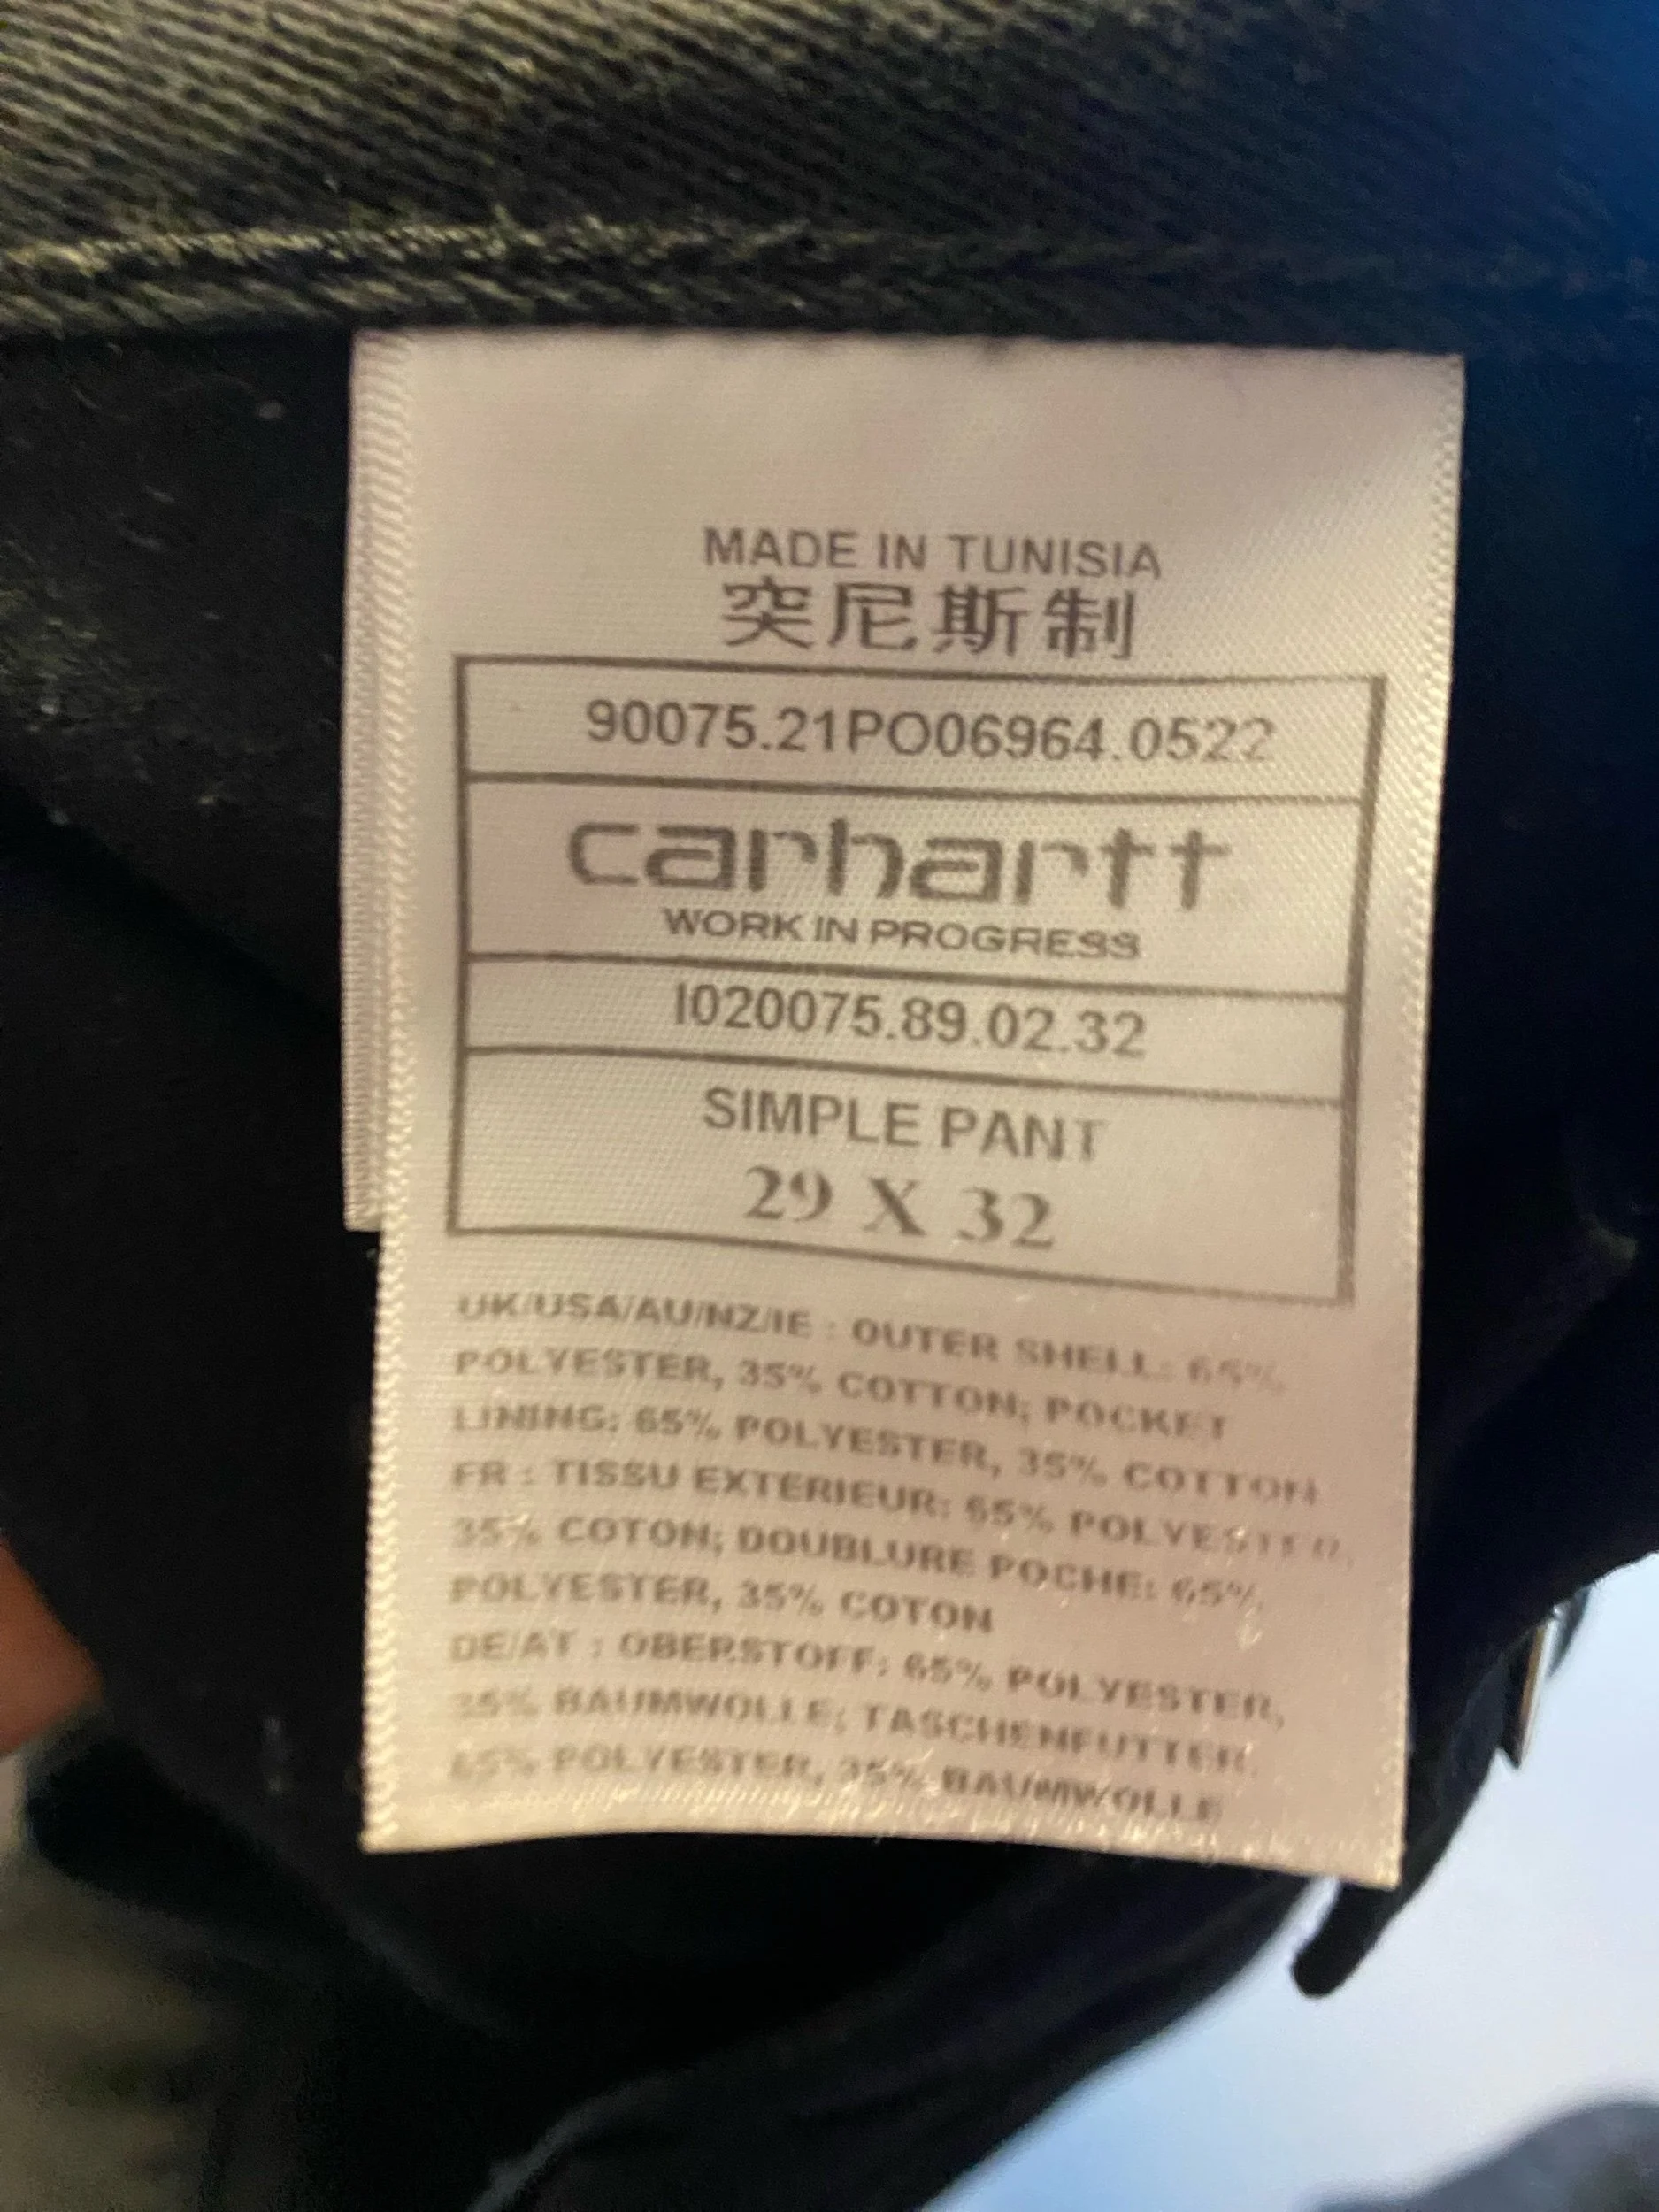 MADE IN TUNISIA
突尼斯制
90075.21PO06964.0522
carhartt
WORK IN PROGRESS
I020075.89.02.32
SIMPLE PANT
29 X 32
UK/USA/AU/NZ/IE : OUTER SHELL: 65%
POLYESTER, 35% COTTON; POCKET
LINING: 65% POLYESTER, 35% COTTON
FR : TISSU EXTERIEUR: 65% POLYESTER,
35% COTON; DOUBLURE POCHE: 65%
POLYESTER, 35% COTON
DE/AT : OBERSTOFF: 65% POLYESTER,
35% BAUMWOLLE; TASCHENFUTTER:
65% POLYESTER, 35% BAUMWOLLE